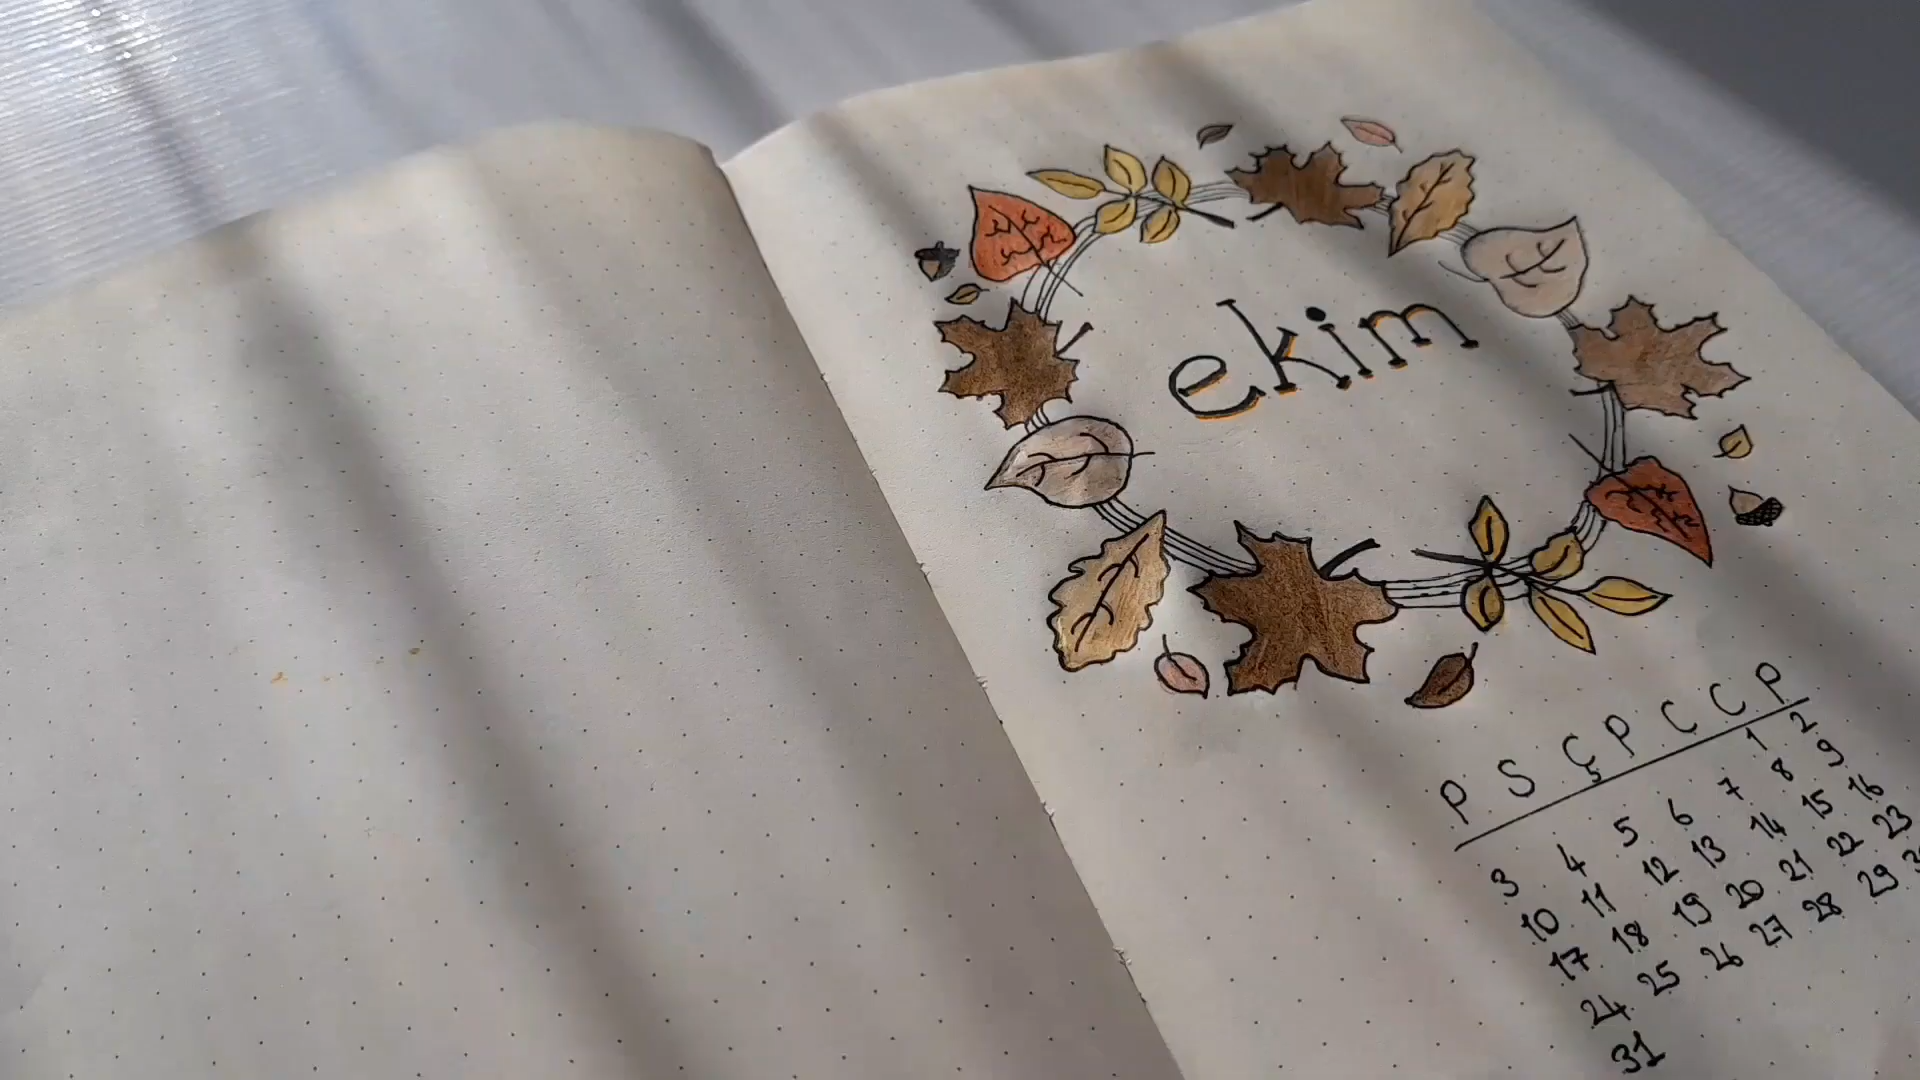 ekim
P S Ç P C C P
1 2
3 4 5 6 7 8 9
10 11 12 13 14 15 16
17 18 19 20 21 22 23
24 25 26 27 28 29
31